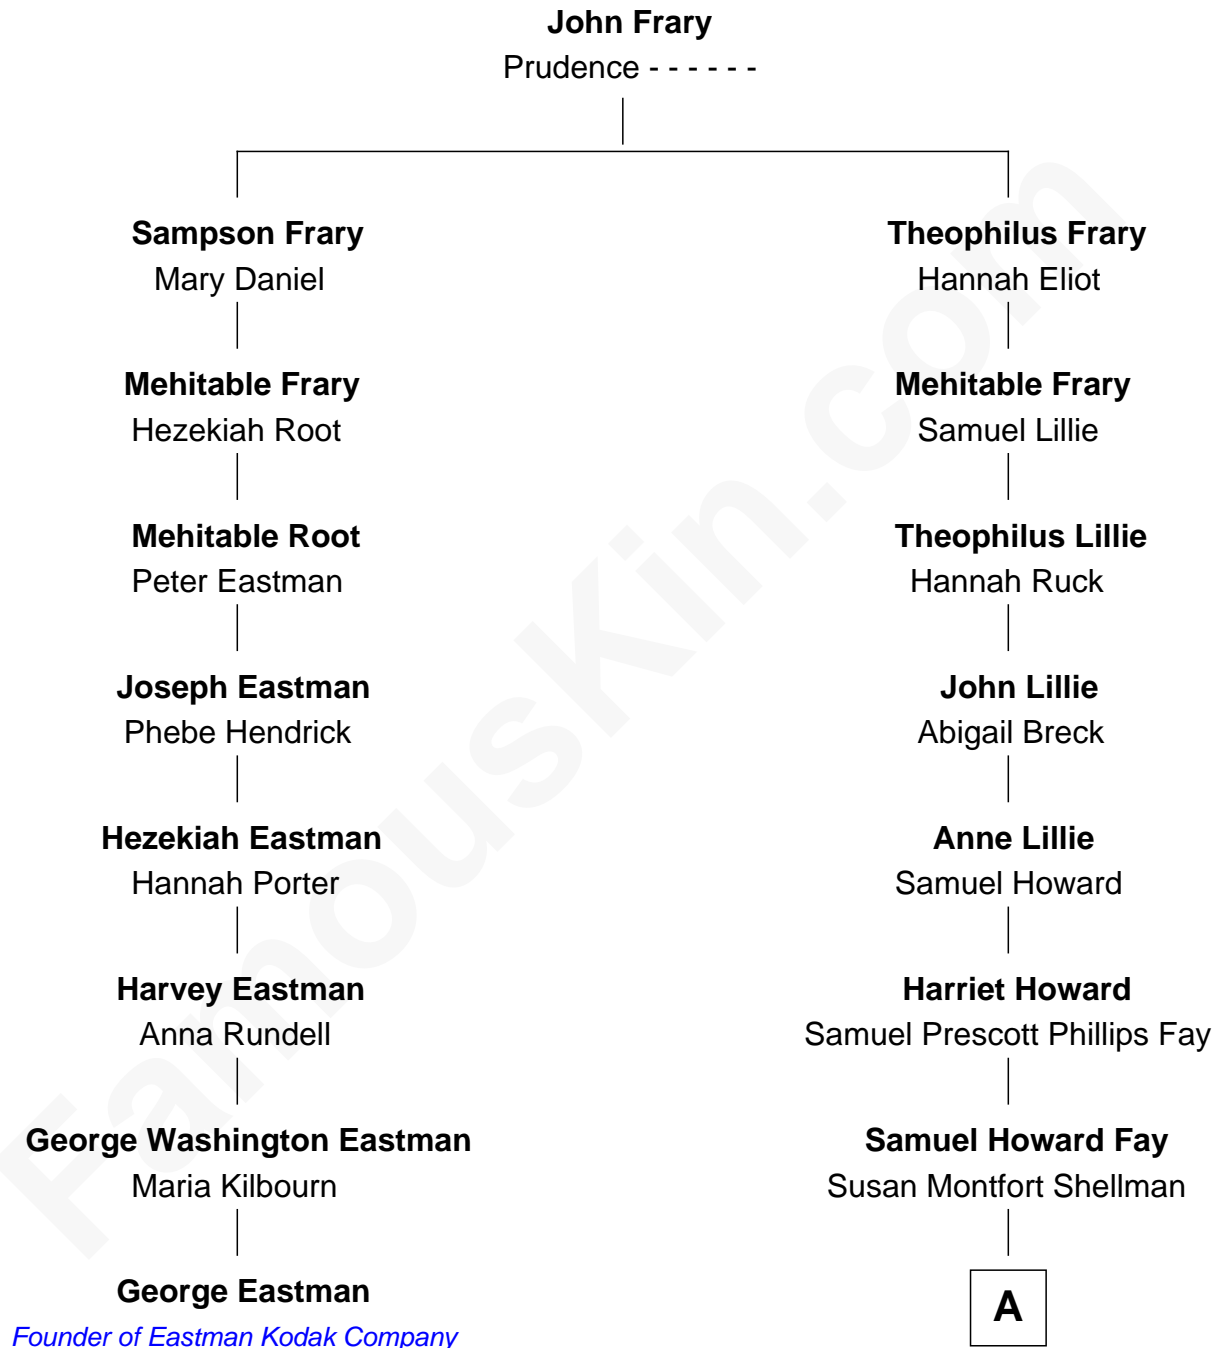 John Frary
Prudence - - - - - -
Sampson Frary
Mary Daniel
Mehitable Frary
Hezekiah Root
Mehitable Root
Peter Eastman
Joseph Eastman
Phebe Hendrick
Hezekiah Eastman
Hannah Porter
Harvey Eastman
Anna Rundell
George Washington Eastman
Maria Kilbourn
George Eastman
Founder of Eastman Kodak Company
Theophilus Frary
Hannah Eliot
Mehitable Frary
Samuel Lillie
Theophilus Lillie
Hannah Ruck
John Lillie
Abigail Breck
Anne Lillie
Samuel Howard
Harriet Howard
Samuel Prescott Phillips Fay
Samuel Howard Fay
Susan Montfort Shellman
A
FamousKin.com